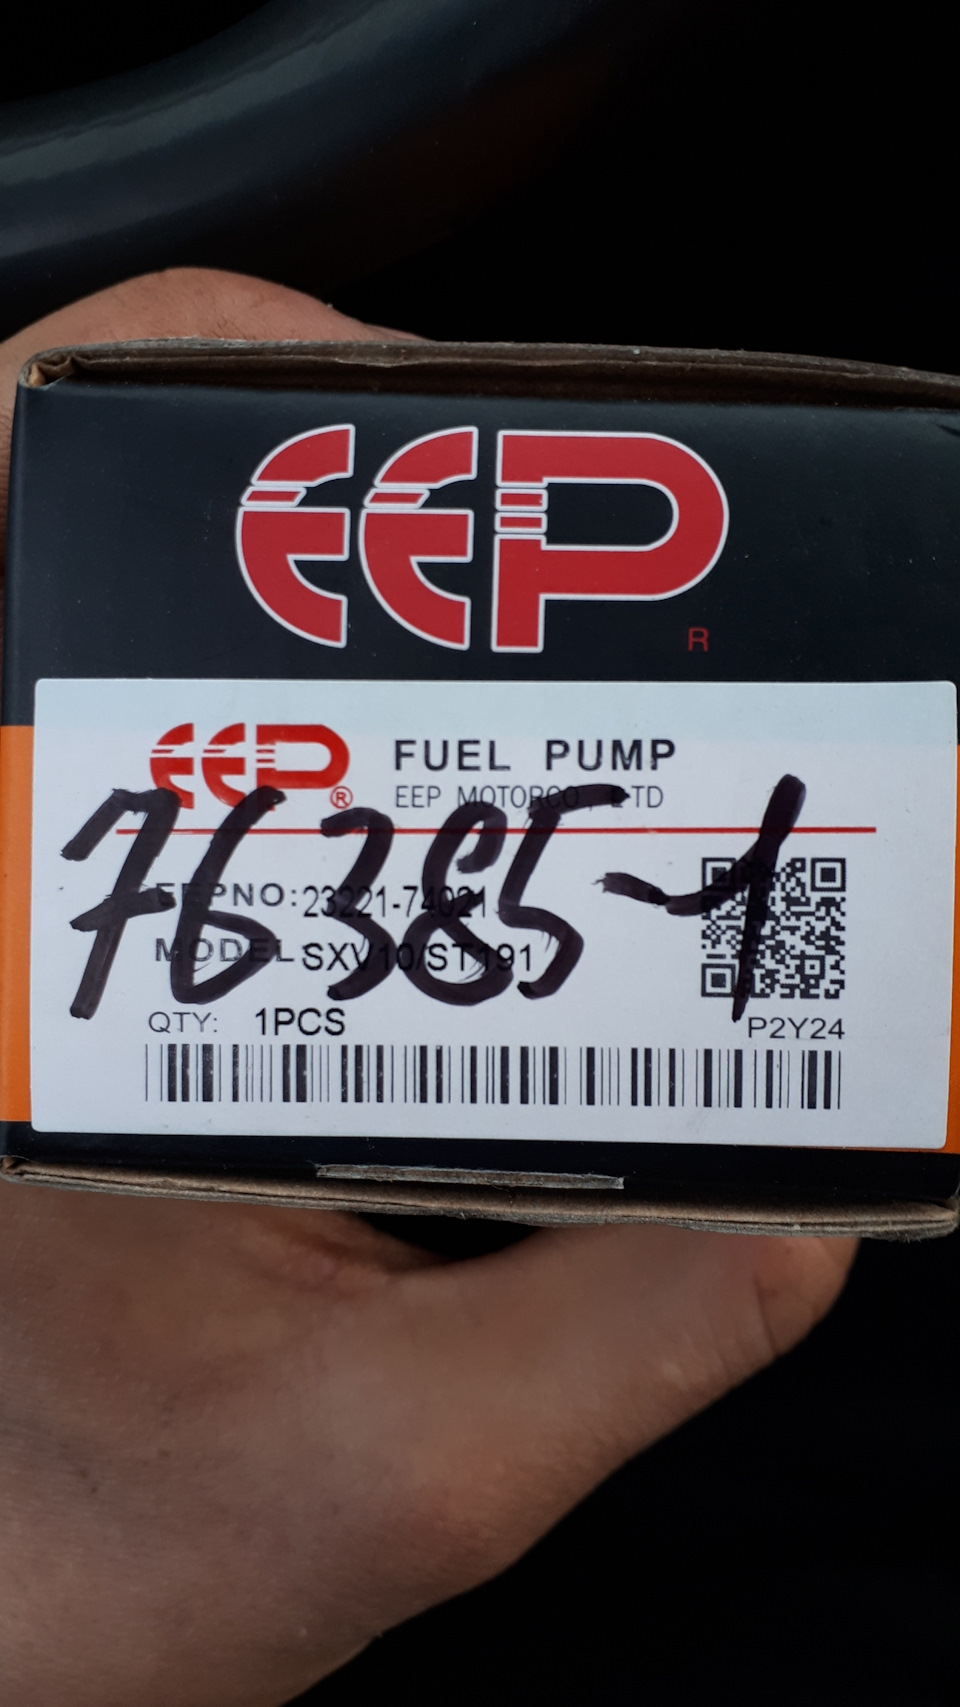 EEP
R
EEP ® FUEL PUMP
EEP MOTORCO., LTD
76385-1
EEPNO: 23221-74021
MODEL SXV10/ST191
QTY: 1PCS
P2Y24